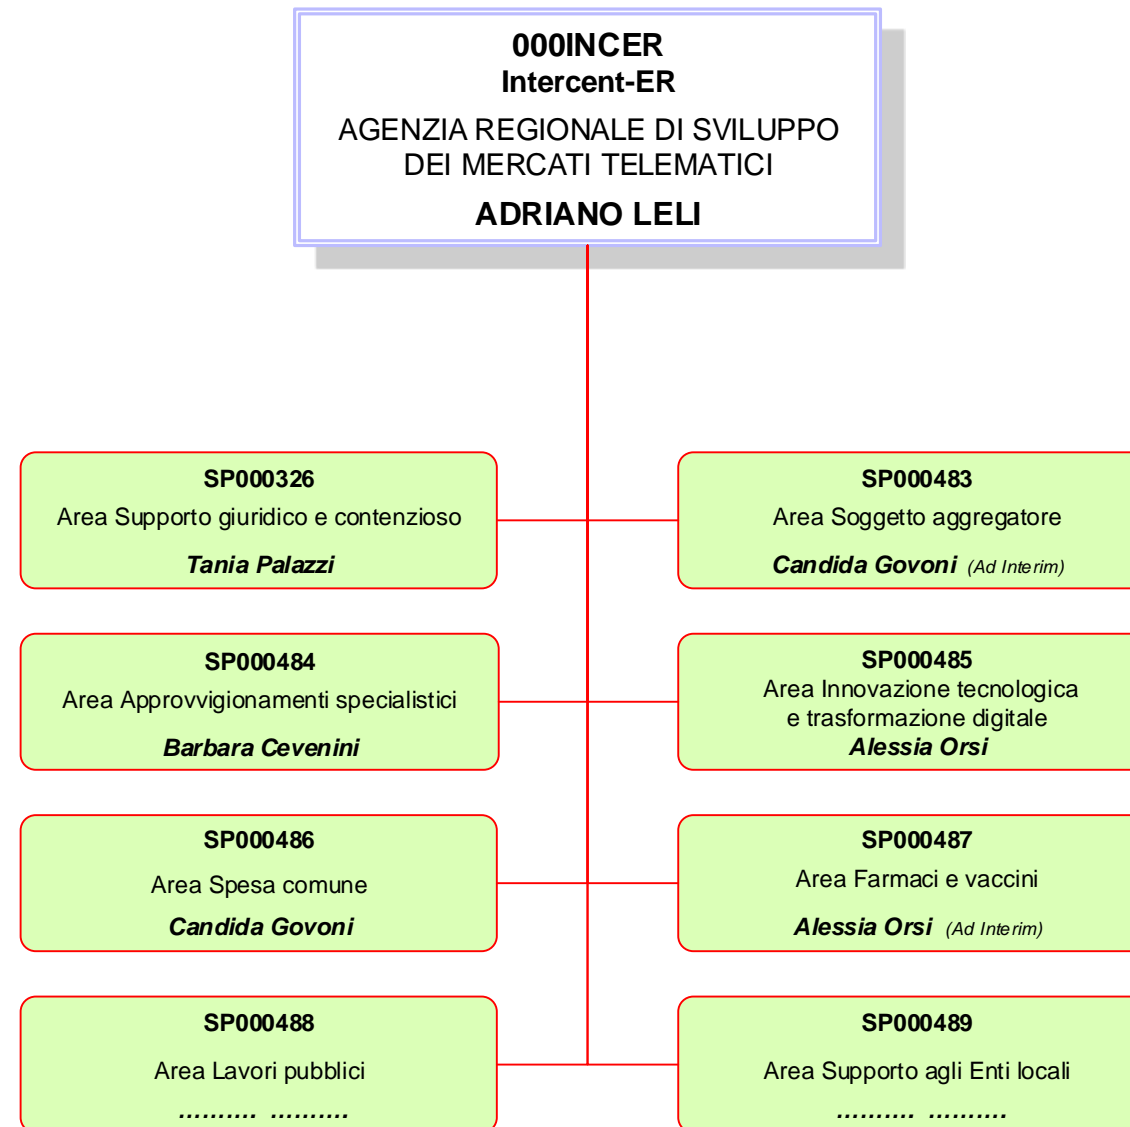 000INCER
Intercent-ER
AGENZIA REGIONALE DI SVILUPPO
DEI MERCATI TELEMATICI
ADRIANO LELI
SP000326
Area Supporto giuridico e contenzioso
Tania Palazzi
SP000483
Area Soggetto aggregatore
Candida Govoni (Ad Interim)
SP000484
Area Approvvigionamenti specialistici
Barbara Cevenini
SP000485
Area Innovazione tecnologica
e trasformazione digitale
Alessia Orsi
SP000486
Area Spesa comune
Candida Govoni
SP000487
Area Farmaci e vaccini
Alessia Orsi (Ad Interim)
SP000488
Area Lavori pubblici
.......... ..........
SP000489
Area Supporto agli Enti locali
.......... ..........